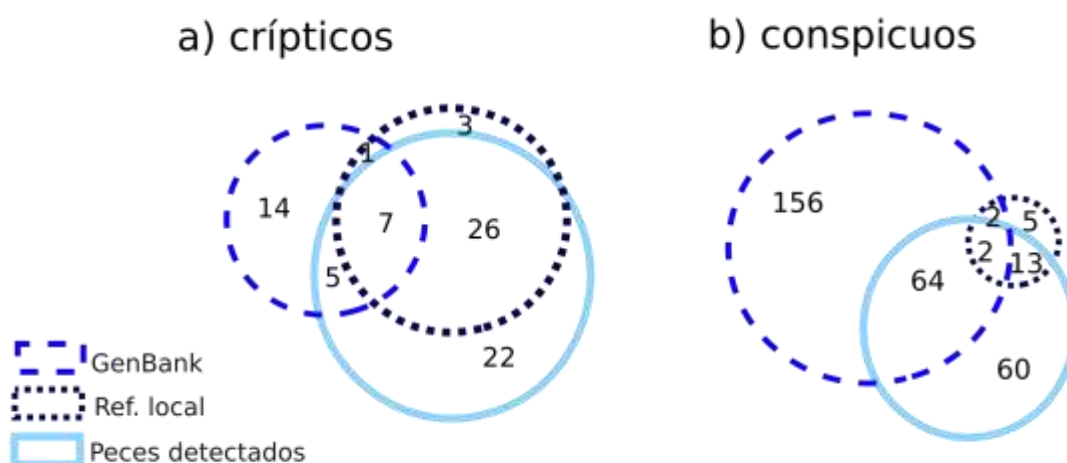 a) crípticos
b) conspicuos
3
1
14
7
26
5
22
156
2
5
2
13
64
60
GenBank
Ref. local
Peces detectados